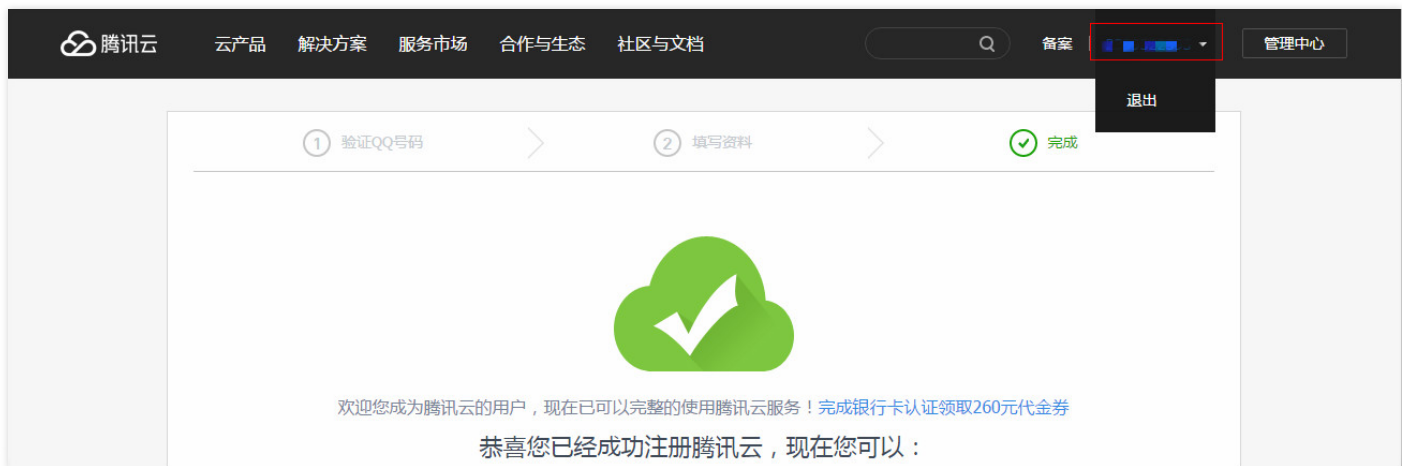 腾讯云 云产品 解决方案 服务市场 合作与生态 社区与文档 备案 管理中心
退出
1 验证QQ号码 2 填写资料 完成
欢迎您成为腾讯云的用户，现在已可以完整的使用腾讯云服务！完成银行卡认证领取260元代金券
恭喜您已经成功注册腾讯云，现在您可以：